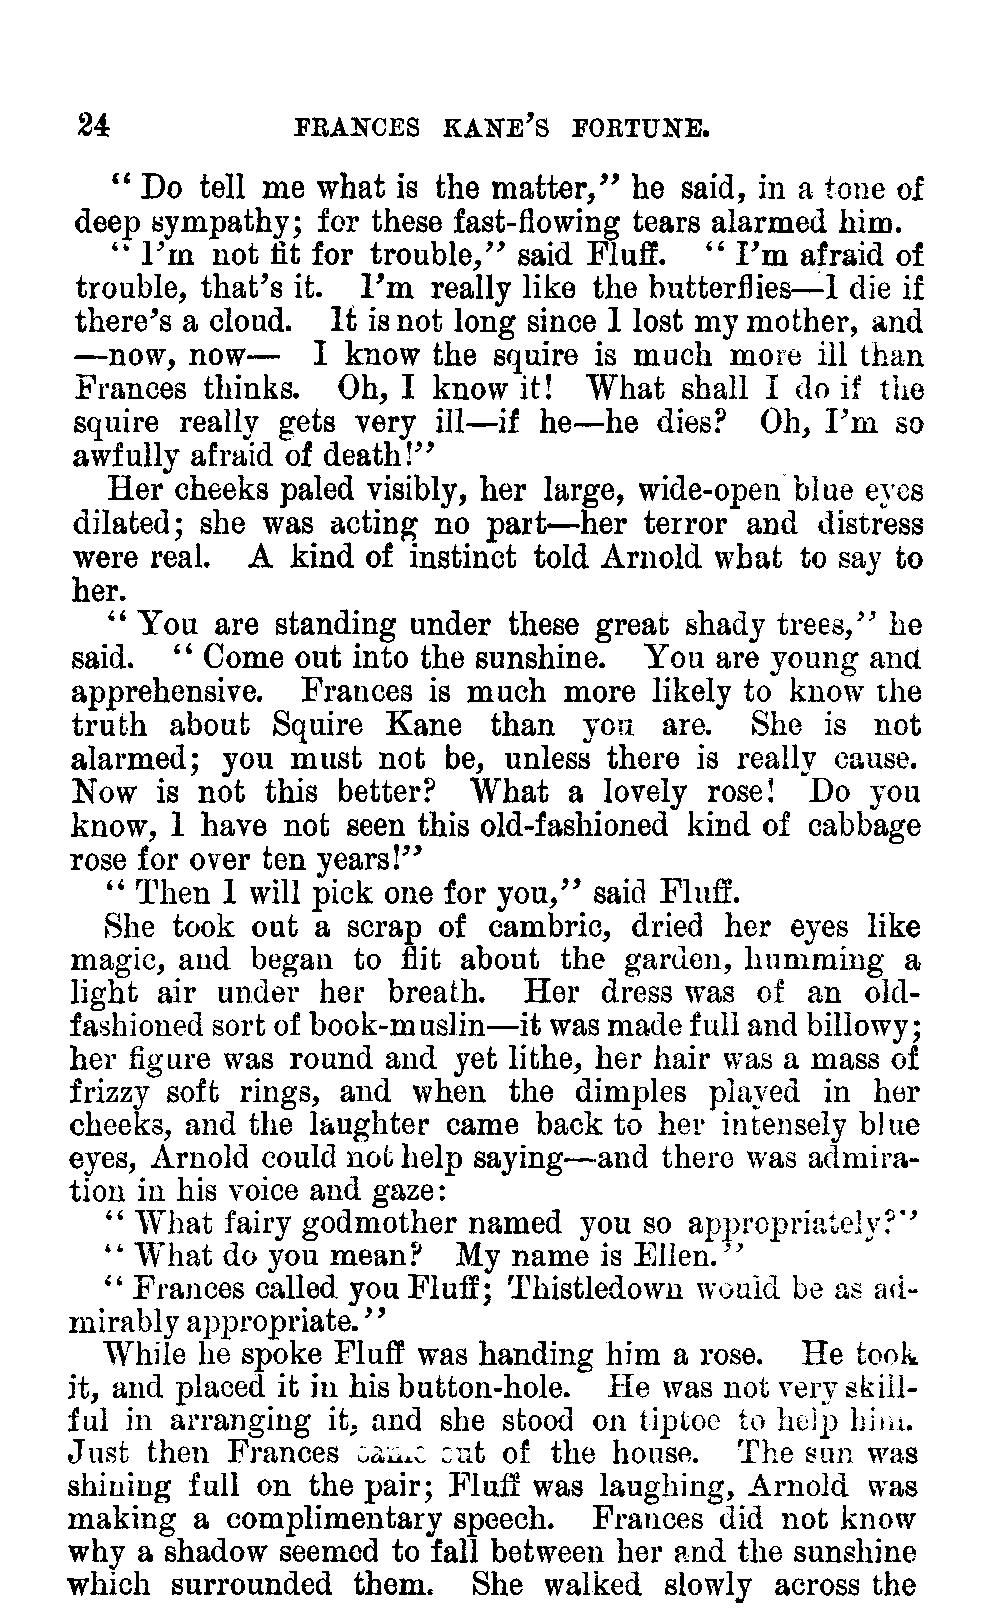 24 FRANCES KANE'S FORTUNE.
"Do tell me what is the matter," he said, in a tone of
deep sympathy; for these fast-flowing tears alarmed him.
"I'm not fit for trouble," said Fluff. "I'm afraid of
trouble, that's it. I'm really like the butterflies—I die if
there's a cloud. It is not long since I lost my mother, and
—now, now— I know the squire is much more ill than
Frances thinks. Oh, I know it! What shall I do if the
squire really gets very ill—if he—he dies? Oh, I'm so
awfully afraid of death!"
Her cheeks paled visibly, her large, wide-open blue eyes
dilated; she was acting no part—her terror and distress
were real. A kind of instinct told Arnold what to say to
her.
"You are standing under these great shady trees," he
said. "Come out into the sunshine. You are young and
apprehensive. Frances is much more likely to know the
truth about Squire Kane than you are. She is not
alarmed; you must not be, unless there is really cause.
Now is not this better? What a lovely rose! Do you
know, I have not seen this old-fashioned kind of cabbage
rose for over ten years!"
"Then I will pick one for you," said Fluff.
She took out a scrap of cambric, dried her eyes like
magic, and began to flit about the garden, humming a
light air under her breath. Her dress was of an old-
fashioned sort of book-muslin—it was made full and billowy;
her figure was round and yet lithe, her hair was a mass of
frizzy soft rings, and when the dimples played in her
cheeks, and the laughter came back to her intensely blue
eyes, Arnold could not help saying—and there was admira-
tion in his voice and gaze:
"What fairy godmother named you so appropriately?"
"What do you mean? My name is Ellen."
"Frances called you Fluff; Thistledown would be as ad-
mirably appropriate."
While he spoke Fluff was handing him a rose. He took
it, and placed it in his button-hole. He was not very skill-
ful in arranging it, and she stood on tiptoe to help him.
Just then Frances came out of the house. The sun was
shining full on the pair; Fluff was laughing, Arnold was
making a complimentary speech. Frances did not know
why a shadow seemed to fall between her and the sunshine
which surrounded them. She walked slowly across the